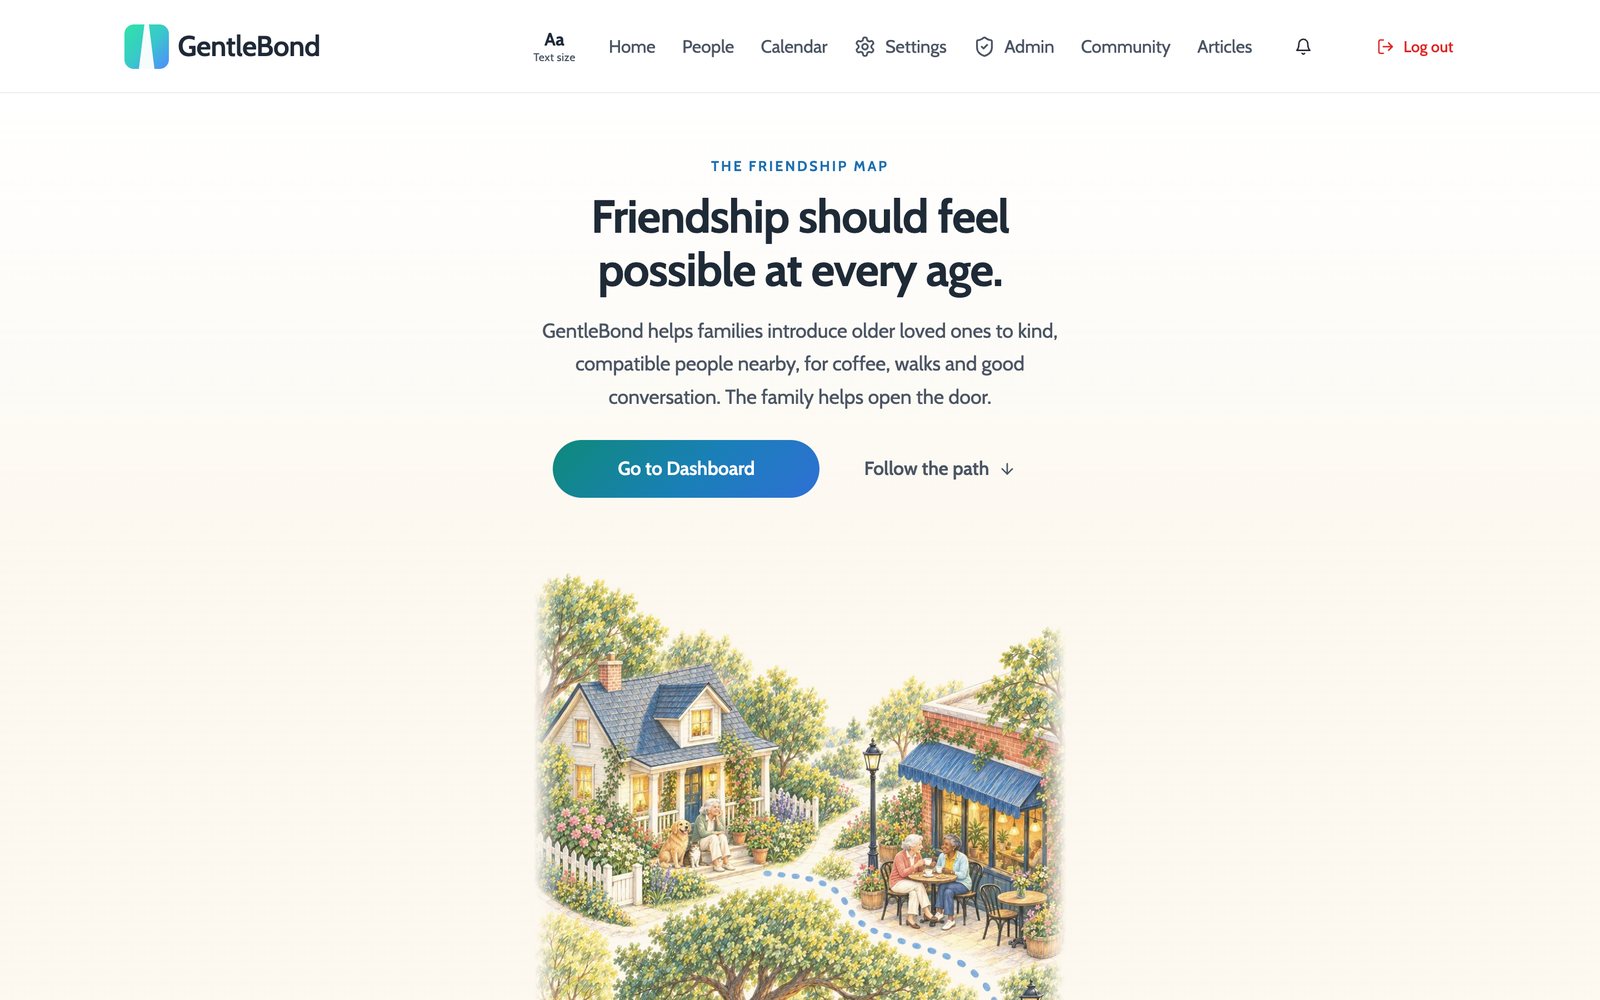 GentleBond
Aa
Text size
Home
People
Calendar
Settings
Admin
Community
Articles
Log out
THE FRIENDSHIP MAP
Friendship should feel
possible at every age.
GentleBond helps families introduce older loved ones to kind,
compatible people nearby, for coffee, walks and good
conversation. The family helps open the door.
Go to Dashboard
Follow the path